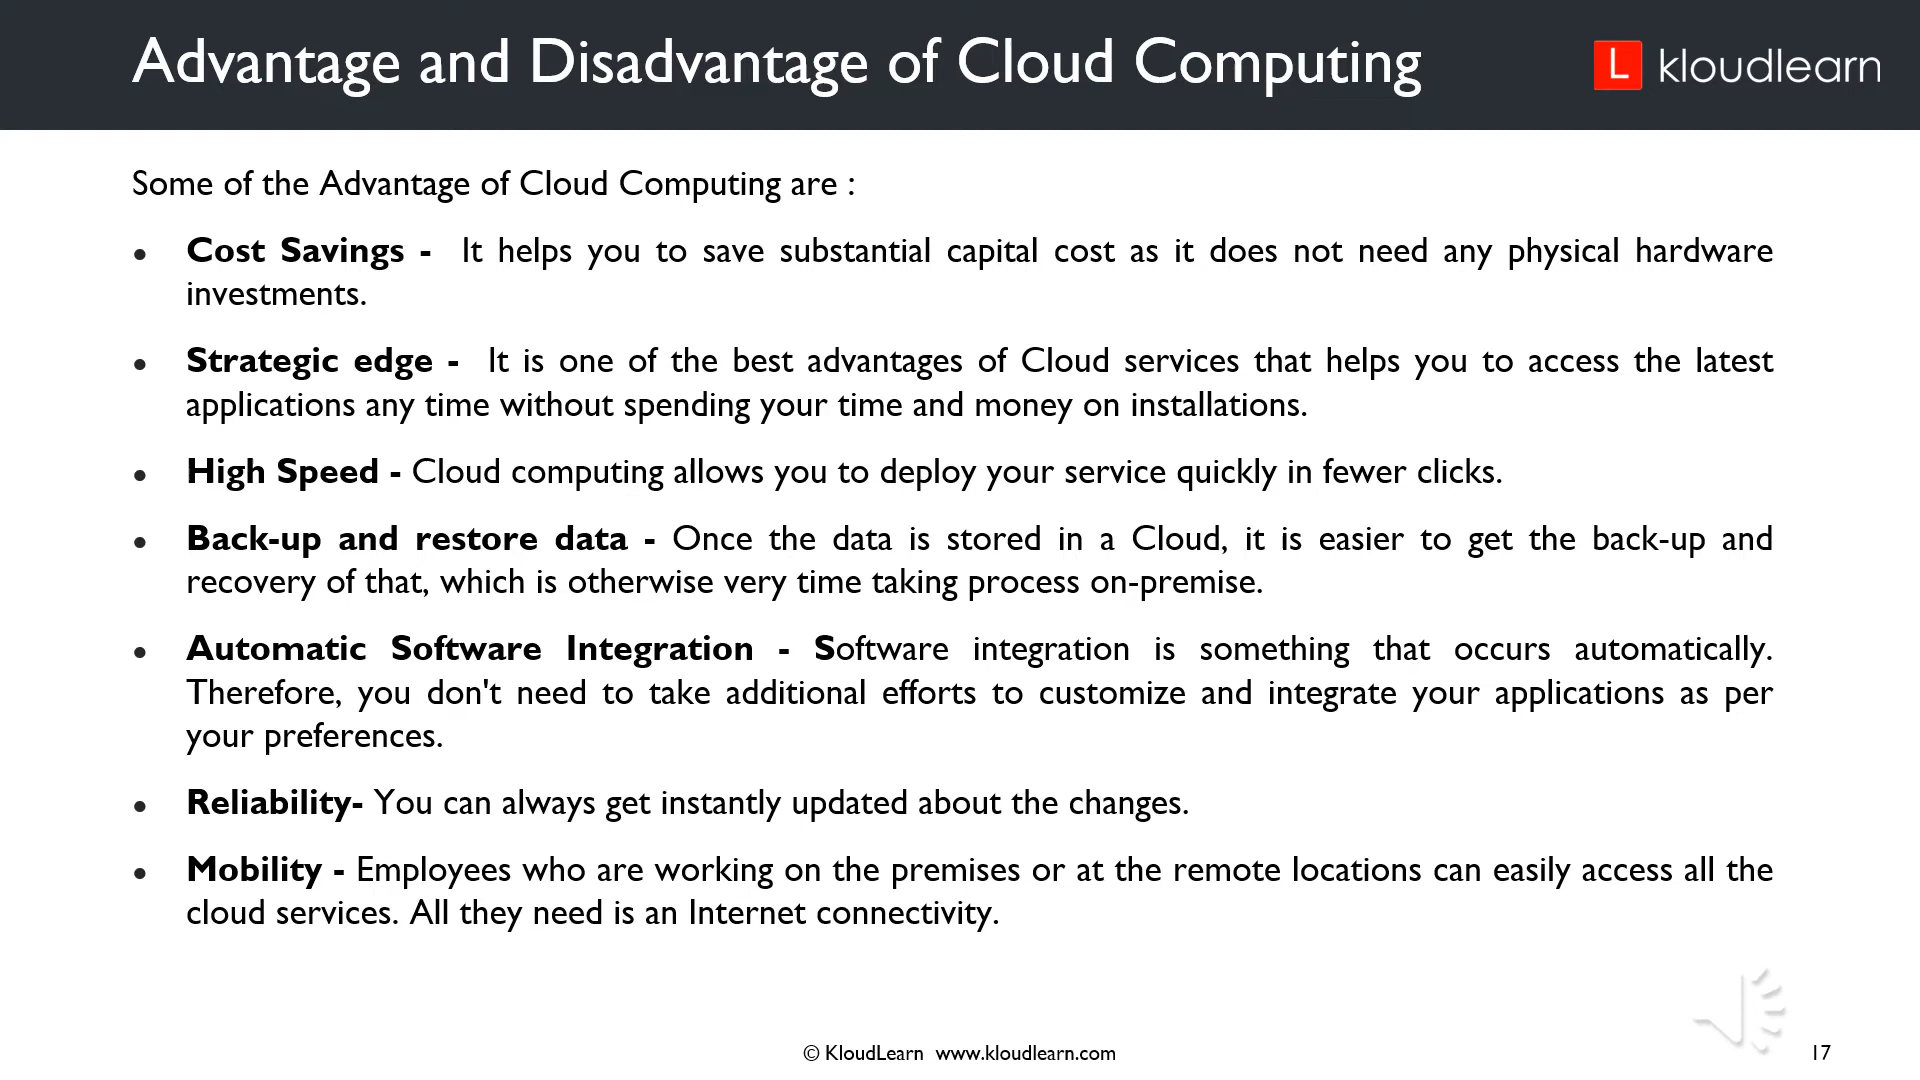 Advantage and Disadvantage of Cloud Computing
L kloudlearn
Some of the Advantage of Cloud Computing are :
• Cost Savings - It helps you to save substantial capital cost as it does not need any physical hardware
investments.
• Strategic edge - It is one of the best advantages of Cloud services that helps you to access the latest
applications any time without spending your time and money on installations.
• High Speed - Cloud computing allows you to deploy your service quickly in fewer clicks.
• Back-up and restore data - Once the data is stored in a Cloud, it is easier to get the back-up and
recovery of that, which is otherwise very time taking process on-premise.
• Automatic Software Integration - Software integration is something that occurs automatically.
Therefore, you don't need to take additional efforts to customize and integrate your applications as per
your preferences.
• Reliability- You can always get instantly updated about the changes.
• Mobility - Employees who are working on the premises or at the remote locations can easily access all the
cloud services. All they need is an Internet connectivity.
© KloudLearn www.kloudlearn.com
17